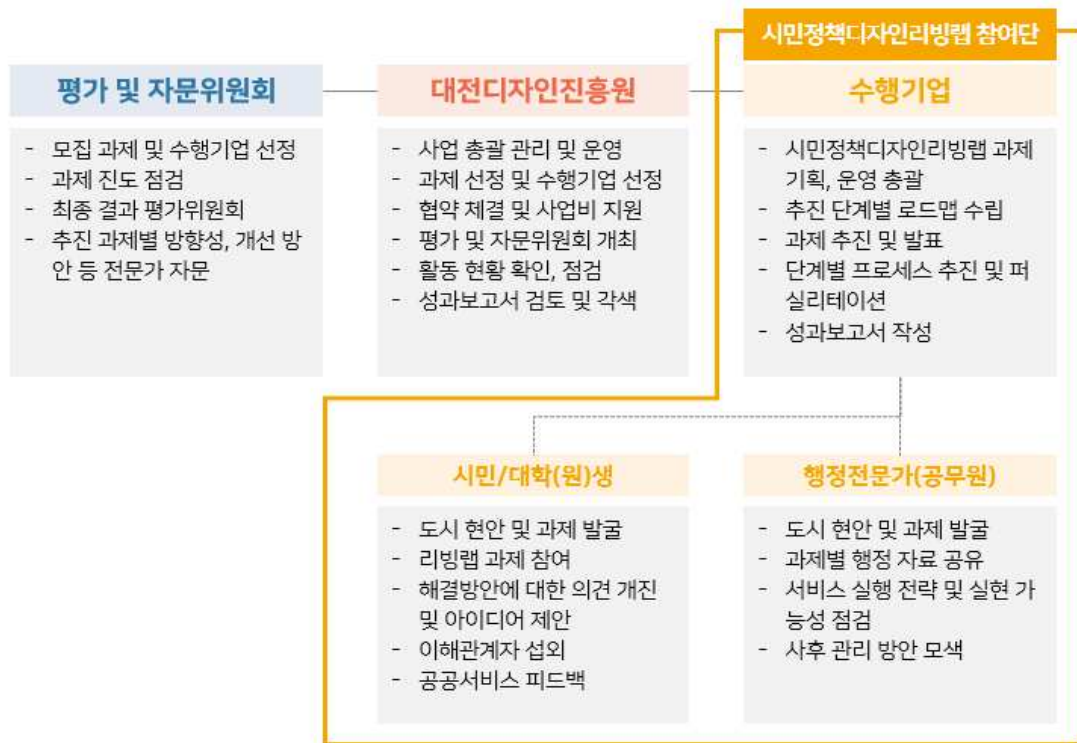 시민정책디자인리빙랩 참여단
평가 및 자문위원회
- 모집 과제 및 수행기업 선정
- 과제 진도 점검
- 최종 결과 평가위원회
- 추진 과제별 방향성, 개선 방
안 등 전문가 자문
대전디자인진흥원
- 사업 총괄 관리 및 운영
- 과제 선정 및 수행기업 선정
- 협약 체결 및 사업비 지원
- 평가 및 자문위원회 개최
- 활동 현황 확인, 점검
- 성과보고서 검토 및 각색
수행기업
- 시민정책디자인리빙랩 과제
기획, 운영 총괄
- 추진 단계별 로드맵 수립
- 과제 추진 및 발표
- 단계별 프로세스 추진 및 퍼
실리테이션
- 성과보고서 작성
시민/대학(원)생
- 도시 현안 및 과제 발굴
- 리빙랩 과제 참여
- 해결방안에 대한 의견 개진
및 아이디어 제안
- 이해관계자 섭외
- 공공서비스 피드백
행정전문가(공무원)
- 도시 현안 및 과제 발굴
- 과제별 행정 자료 공유
- 서비스 실행 전략 및 실현 가
능성 점검
- 사후 관리 방안 모색